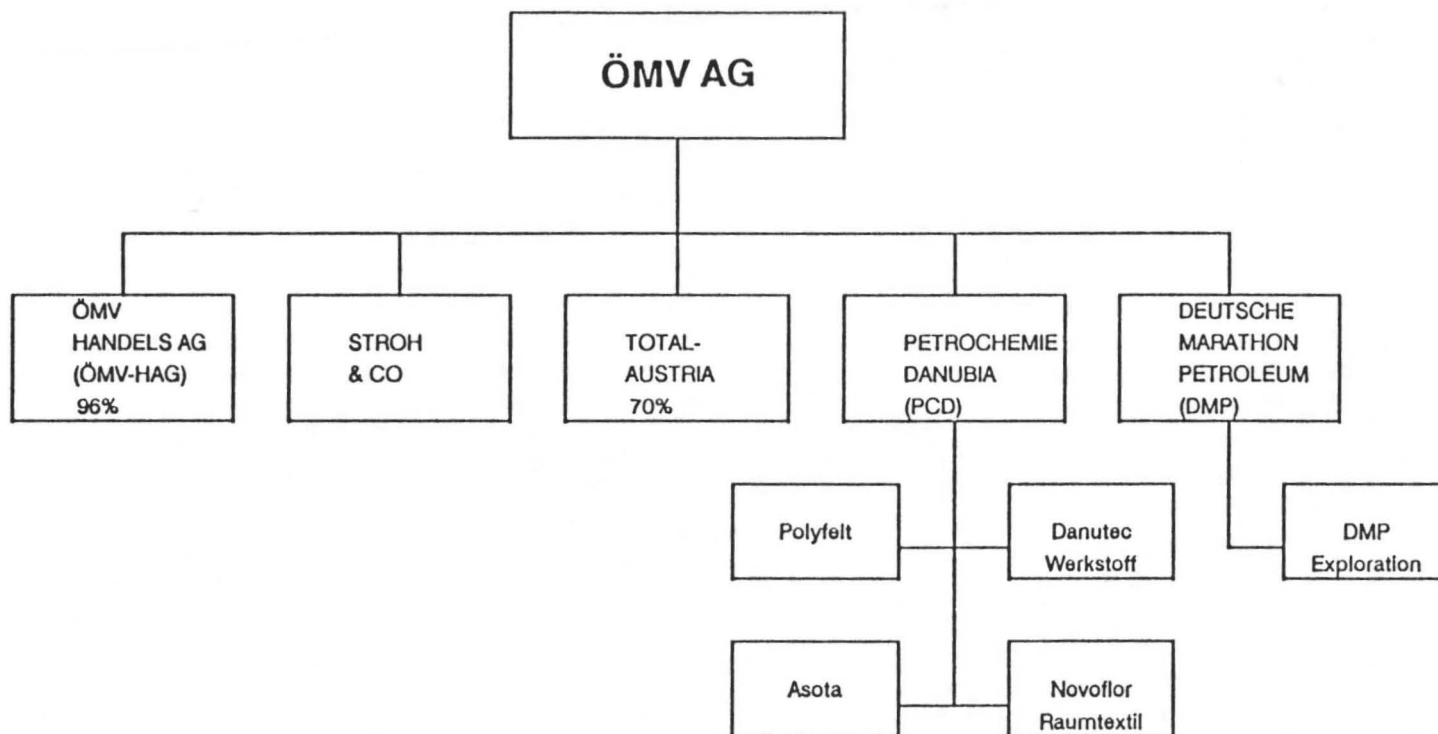 ÖMV AG
ÖMV
HANDELS AG
(ÖMV-HAG)
96%
STROH
& CO
TOTAL-
AUSTRIA
70%
PETROCHEMIE
DANUBIA
(PCD)
DEUTSCHE
MARATHON
PETROLEUM
(DMP)
Polyfelt
Danutec
Werkstoff
DMP
Exploration
Asota
Novoflor
Raumtextil